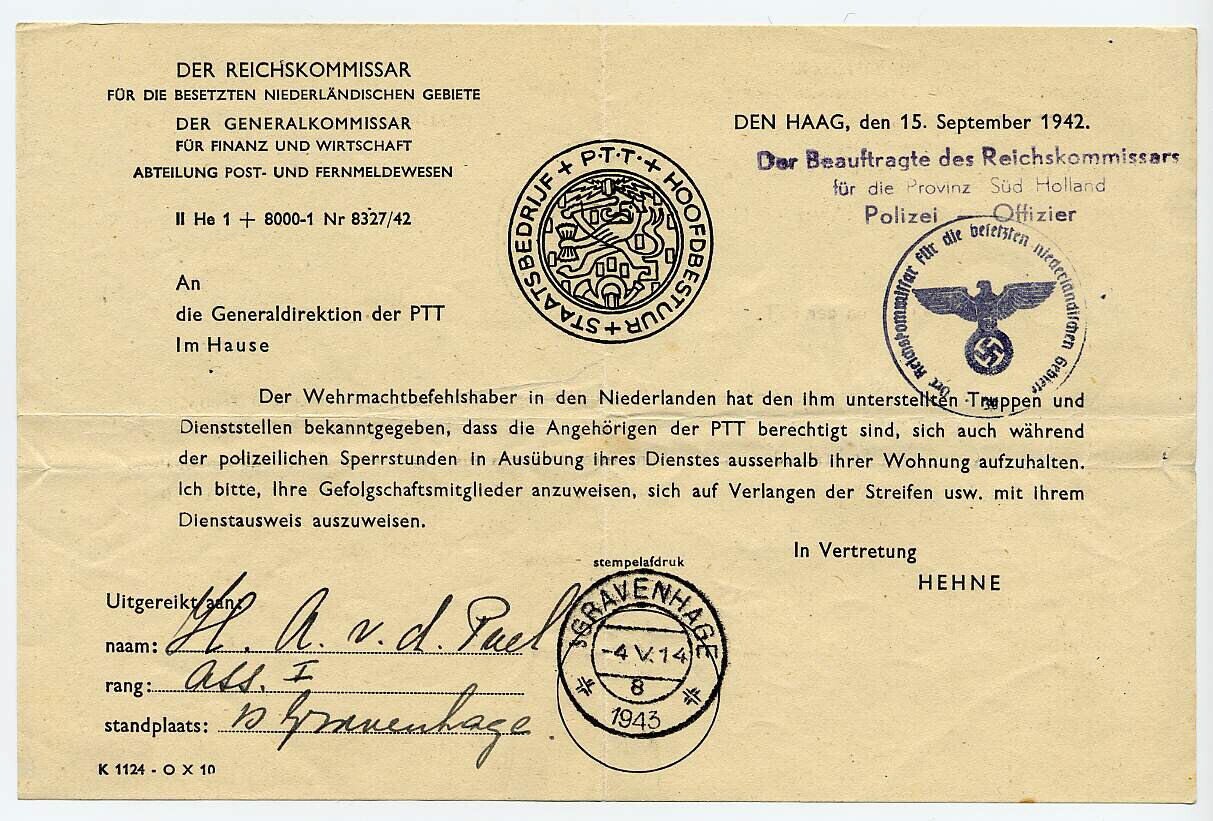 DER REICHSKOMMISSAR
FÜR DIE BESETZTEN NIEDERLÄNDISCHEN GEBIETE
DER GENERALKOMMISSAR
FÜR FINANZ UND WIRTSCHAFT
ABTEILUNG POST- UND FERNMELDEWESEN
II He 1 + 8000-1 Nr 8327/42
An
die Generaldirektion der PTT
Im Hause
STAATSBEDRIJF + P·T·T· + HOOFDBESTUUR +
DEN HAAG, den 15. September 1942.
Der Beauftragte des Reichskommissars
für die Provinz Süd Holland
Polizei - Offizier
Der Reichskommissar für die besetzten niederländischen Gebiete
Der Wehrmachtbefehlshaber in den Niederlanden hat den ihm unterstellten Truppen und
Dienststellen bekanntgegeben, dass die Angehörigen der PTT berechtigt sind, sich auch während
der polizeilichen Sperrstunden in Ausübung ihres Dienstes ausserhalb ihrer Wohnung aufzuhalten.
Ich bitte, Ihre Gefolgschaftsmitglieder anzuweisen, sich auf Verlangen der Streifen usw. mit ihrem
Dienstausweis auszuweisen.
In Vertretung
HEHNE
stempelafdruk
'sGRAVENHAGE
-4 V.14
8
1943
Uitgereikt aan:
naam: H. A. v. d. Puel
rang: ass. I
standplaats: 's Gravenhage
K 1124 - O X 10